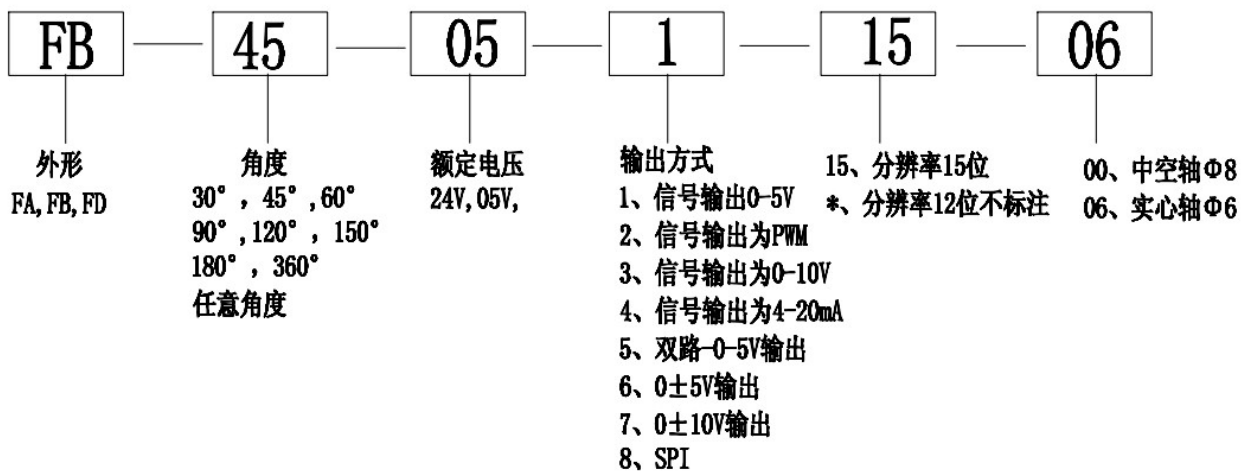 FB — 45 — 05 — 1 — 15 — 06
外形
FA,FB,FD
角度
30°，45°,60°
90°,120°，150°
180°，360°
任意角度
额定电压
24V,05V,
输出方式
1、信号输出0-5V
2、信号输出为PWM
3、信号输出为0-10V
4、信号输出为4-20mA
5、双路-0-5V输出
6、0±5V输出
7、0±10V输出
8、SPI
15、分辨率15位
*、分辨率12位不标注
00、中空轴Φ8
06、实心轴Φ6